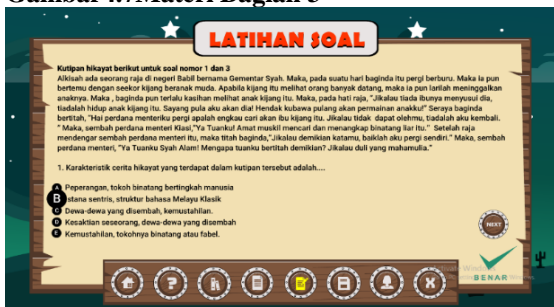 Gambar 4.7Materi Bagian 3
LATIHAN SOAL
Kutipan hikayat berikut untuk soal nomor 1 dan 3
Alkisah ada seorang raja di negeri Babil bernama Gementar Syah. Maka, pada suatu hari baginda itu pergi berburu. Maka ia pun
bertemu dengan seekor kijang beranak muda. Apabila kijang itu melihat orang banyak datang, maka ia pun larilah meninggalkan
anaknya. Maka , baginda pun terlalu kasihan melihat anak kijang itu. Maka, pada hati raja, "Jikalau tiada ibunya menyusui dia,
tiadalah hidup anak kijang itu. Sayang pula aku akan dia! Hendak kubawa pulang akan permainan anakku!" Seraya baginda
bertitah, "Hai perdana menteriku pergi apalah engkau cari akan ibu kijang itu. Jikalau tidak dapat olehmu, tiadalah aku kembali.
" Maka, sembah perdana menteri Klasi,"Ya Tuanku! Amat muskil mencari dan menangkap binatang liar itu." Setelah raja
mendengar sembah perdana menteri itu, maka titah baginda,"Jikalau demikian katamu, baiklah aku pergi sendiri." Maka, sembah
perdana menteri, "Ya Tuanku Syah Alam! Mengapa tuanku bertitah demikian? Jikalau duli yang mahamulia."
1. Karakteristik cerita hikayat yang terdapat dalam kutipan tersebut adalah....
A Peperangan, tokoh binatang bertingkah manusia
B stana sentris, struktur bahasa Melayu Klasik
C Dewa-dewa yang disembah, kemustahilan.
D Kesaktian seseorang, dewa-dewa yang disembah
E Kemustahilan, tokohnya binatang atau fabel.
NEXT
BENAR